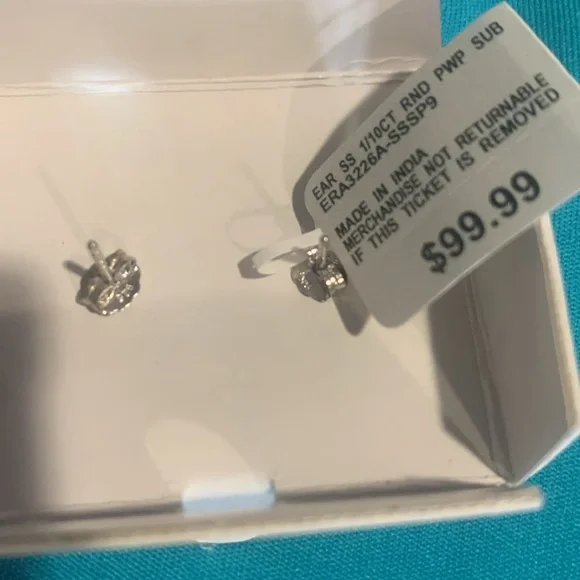 EAR SS 1/10CT RND PWP SUB
ERA3226A-SSSP9
MADE IN INDIA
MERCHANDISE NOT RETURNABLE
IF THIS TICKET IS REMOVED
$99.99